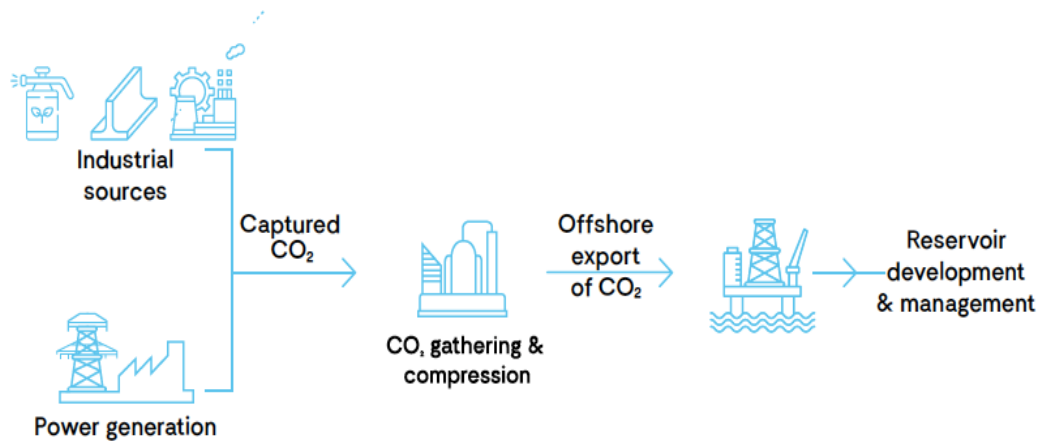 Industrial
sources
Captured
CO₂
Offshore
export
of CO₂
Reservoir
development
& management
CO₂ gathering &
compression
Power generation